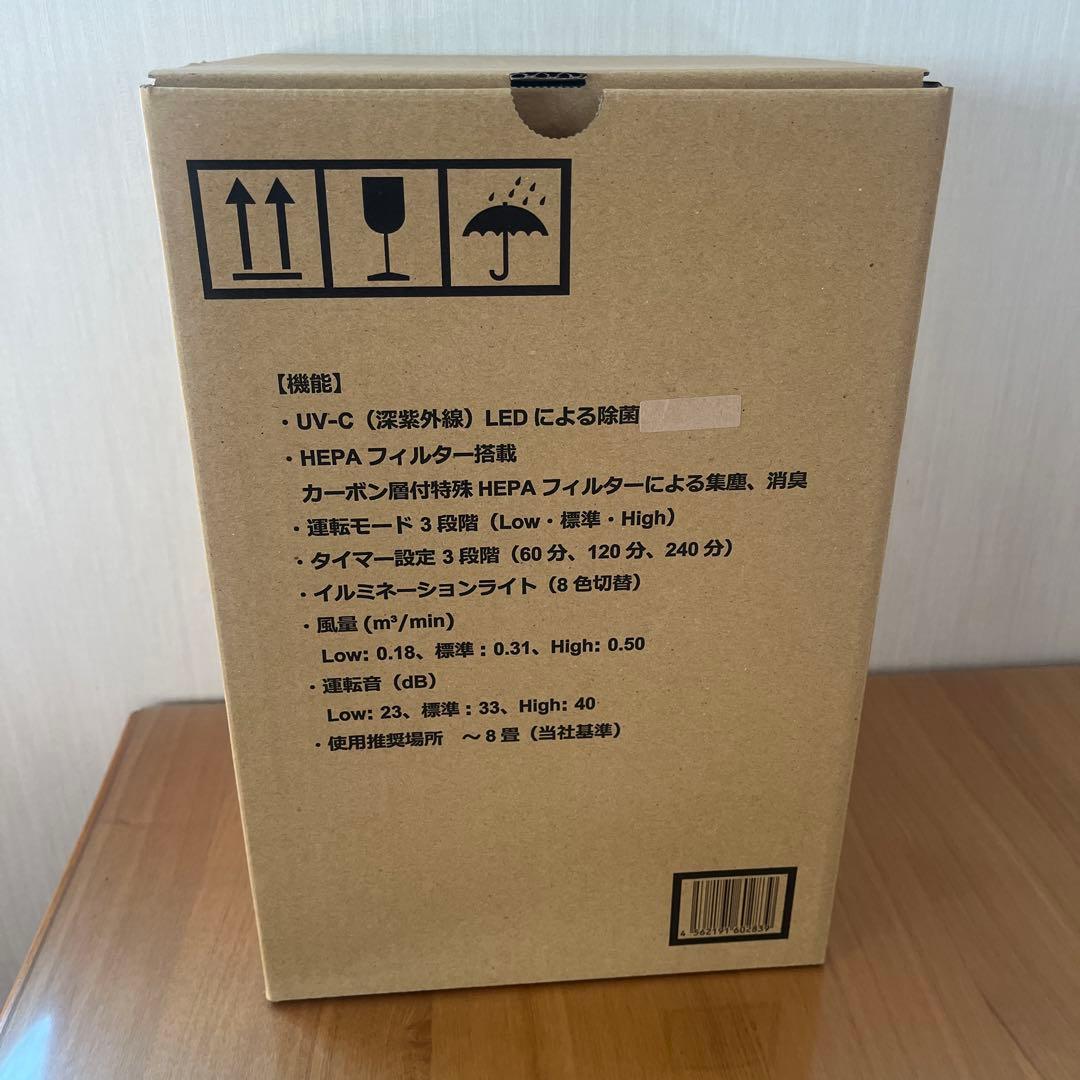 【機能】
・UV-C（深紫外線）LEDによる除菌
・HEPAフィルター搭載
カーボン層付特殊HEPAフィルターによる集塵、消臭
・運転モード3段階（Low・標準・High）
・タイマー設定3段階（60分、120分、240分）
・イルミネーションライト（8色切替）
・風量(m³/min)
Low: 0.18、標準：0.31、High: 0.50
・運転音（dB）
Low: 23、標準：33、High: 40
・使用推奨場所　～8畳（当社基準）
4 562191 602839